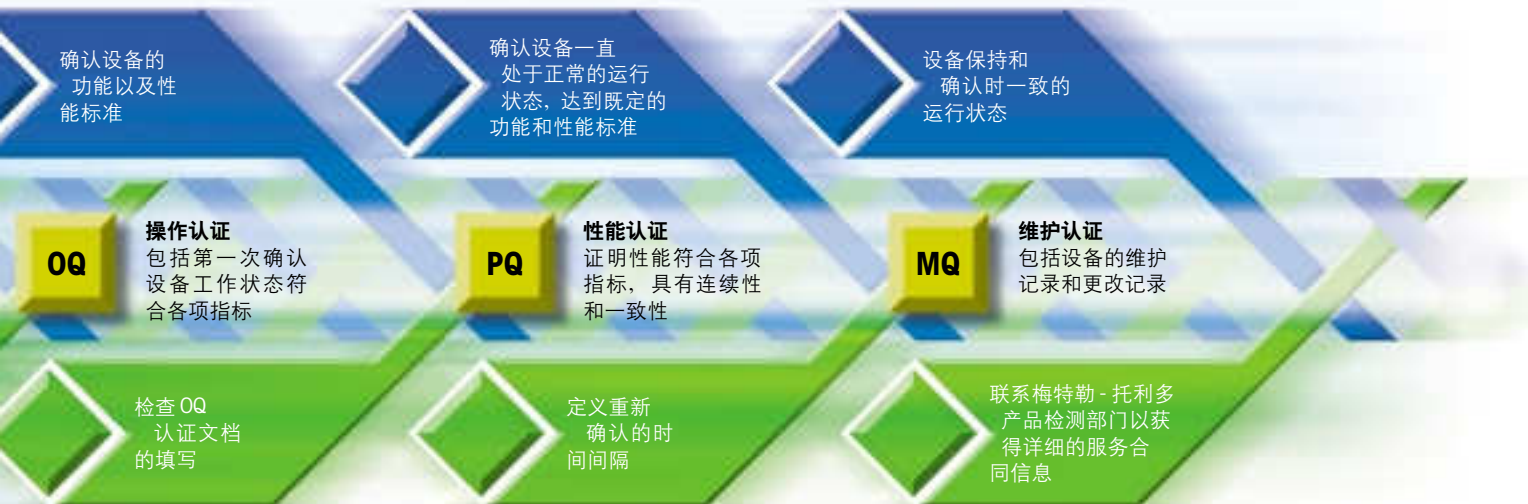 确认设备的
功能以及性
能标准
确认设备一直
处于正常的运行
状态, 达到既定的
功能和性能标准
设备保持和
确认时一致的
运行状态
OQ
操作认证
包括第一次确认
设备工作状态符
合各项指标
PQ
性能认证
证明性能符合各项
指标, 具有连续性
和一致性
MQ
维护认证
包括设备的维护
记录和更改记录
检查 OQ
认证文档
的填写
定义重新
确认的时
间间隔
联系梅特勒 - 托利多
产品检测部门以获
得详细的服务合
同信息